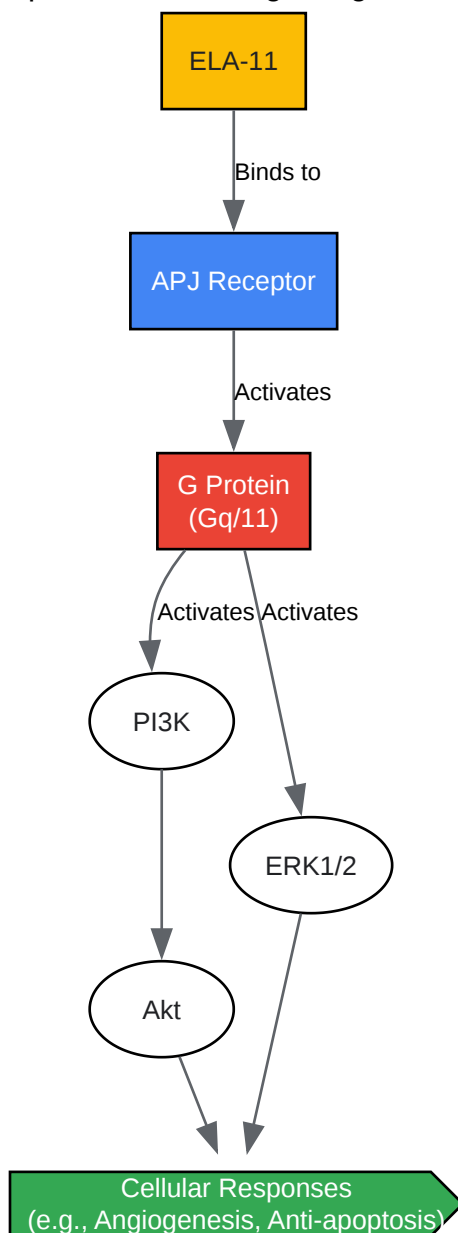 ELA-11
Binds to
APJ Receptor
Activates
G Protein
(Gq/11)
Activates Activates
PI3K
ERK1/2
Akt
Cellular Responses
(e.g., Angiogenesis, Anti-apoptosis)